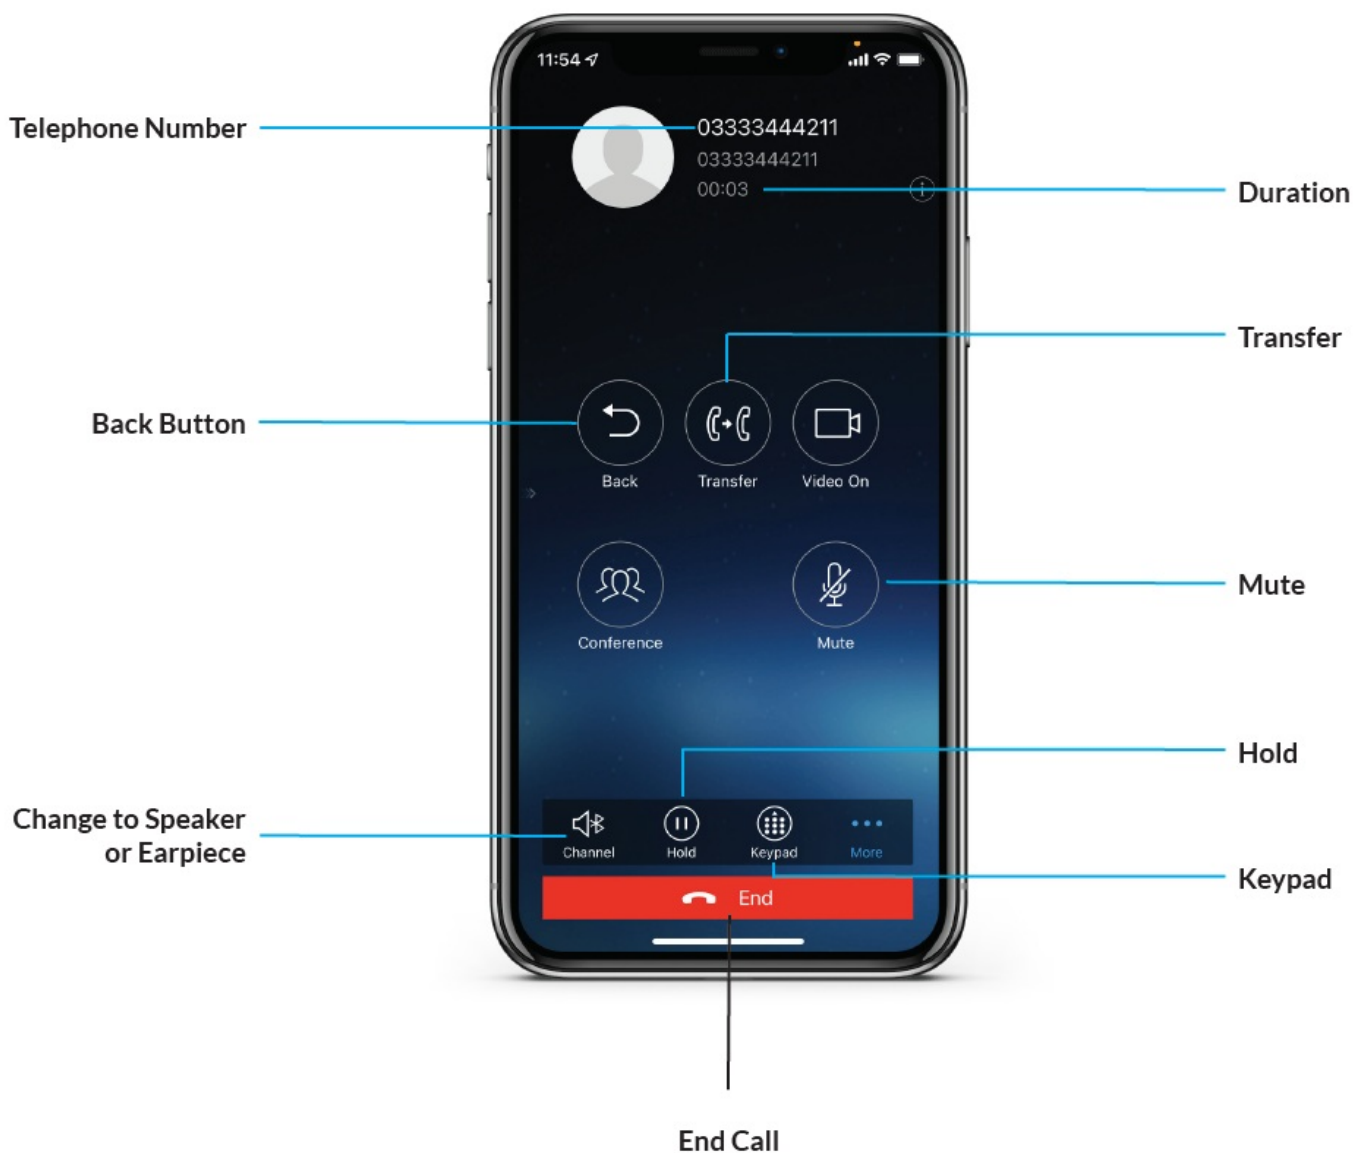 11:54
Telephone Number
03333444211
03333444211
00:03
Duration
Transfer
Back Button
Back
Transfer
Video On
Mute
Conference
Mute
Hold
Change to Speaker
or Earpiece
Channel
Hold
Keypad
More
Keypad
End
End Call